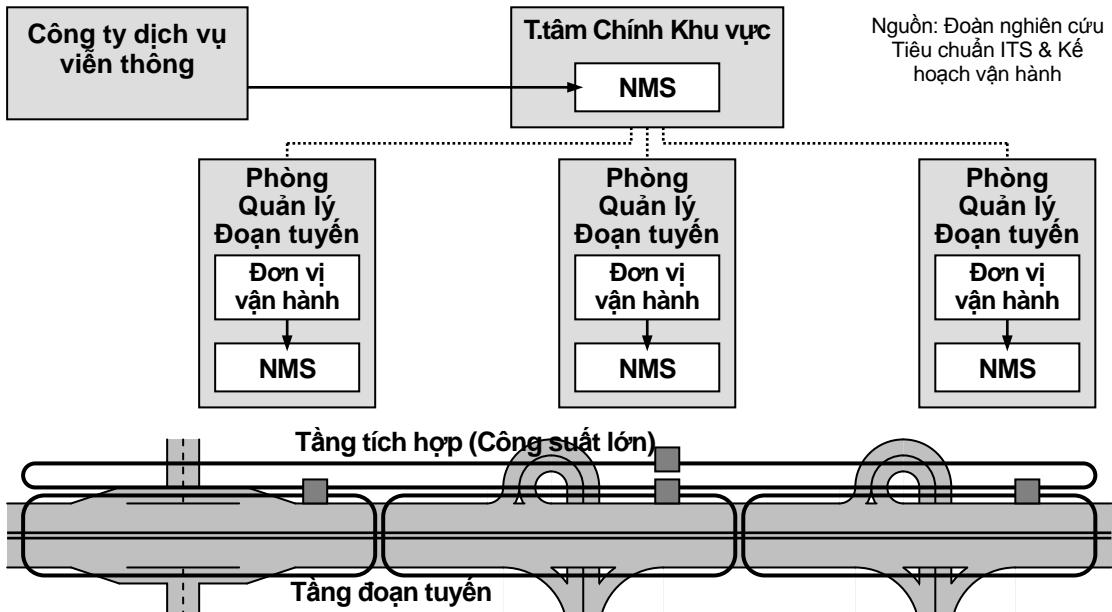 Công ty dịch vụ
viễn thông
T.tâm Chính Khu vực
NMS
Nguồn: Đoàn nghiên cứu
Tiêu chuẩn ITS & Kế
hoạch vận hành
Phòng
Quản lý
Đoạn tuyến
Đơn vị
vận hành
NMS
Phòng
Quản lý
Đoạn tuyến
Đơn vị
vận hành
NMS
Phòng
Quản lý
Đoạn tuyến
Đơn vị
vận hành
NMS
Tầng tích hợp (Công suất lớn)
Tầng đoạn tuyến